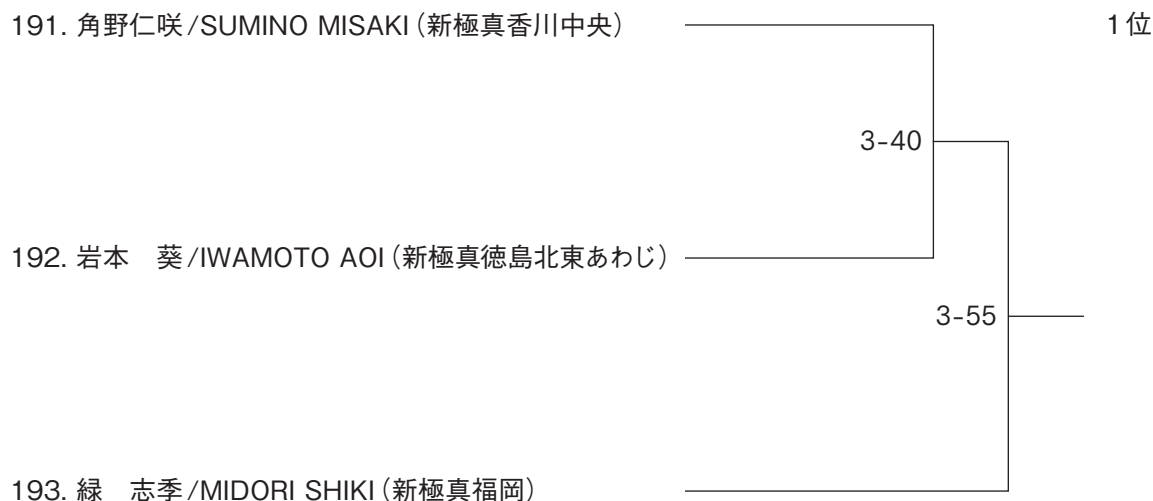 191. 角野仁咲/SUMINO MISAKI（新極真香川中央）
1位
3-40
192. 岩本　葵/IWAMOTO AOI（新極真徳島北東あわじ）
3-55
193. 緑　志季/MIDORI SHIKI（新極真福岡）